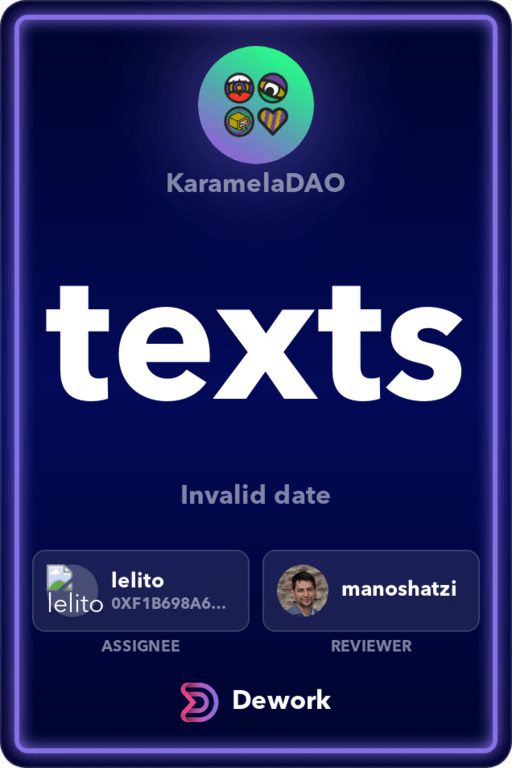 KaramelaDAO
texts
Invalid date
lelito
lelito
0XF1B698A6...
manoshatzi
ASSIGNEE
REVIEWER
Dework